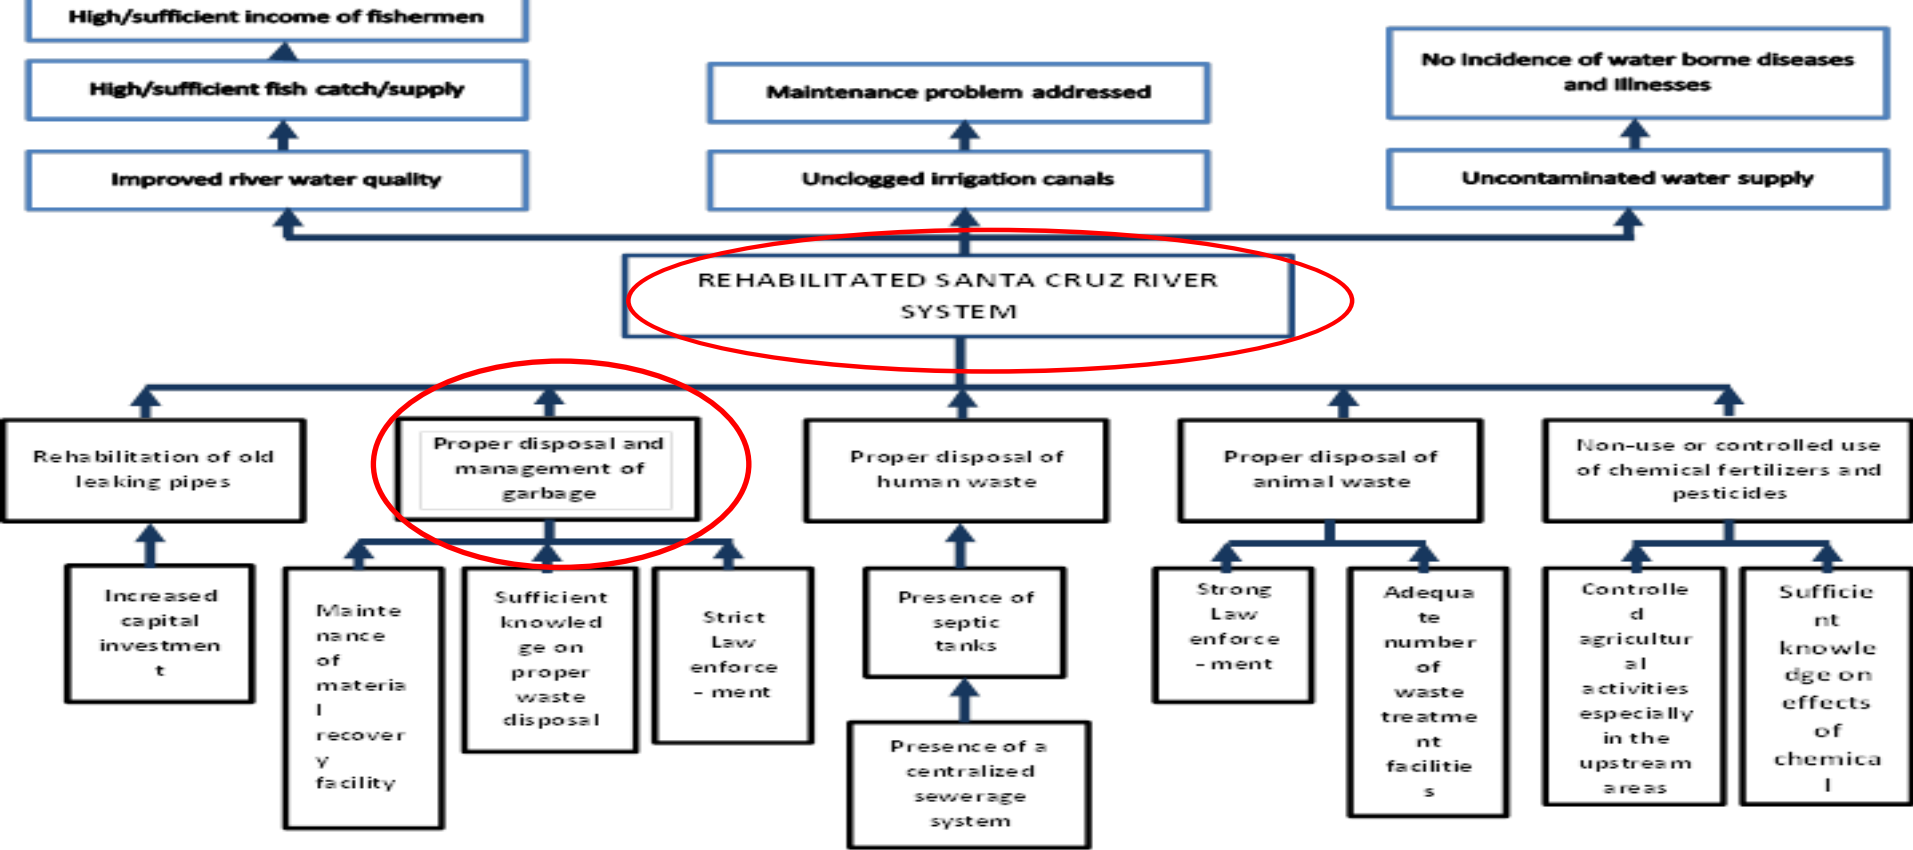 High/sufficient income of fishermen
High/sufficient fish catch/supply
Improved river water quality
Maintenance problem addressed
Unclogged irrigation canals
No Incidence of water borne diseases
and Illnesses
Uncontaminated water supply
REHABILITATED SANTA CRUZ RIVER
SYSTEM
Rehabilitation of old
leaking pipes
Proper disposal and
management of
garbage
Proper disposal of
human waste
Proper disposal of
animal waste
Non-use or controlled use
of chemical fertilizers and
pesticides
Increased
capital
investmen
t
Mainte
nance
of
materia
l
recover
y
facility
Sufficient
knowled
ge on
proper
waste
disposal
Strict
Law
enforce
- ment
Presence of
septic
tanks
Presence of a
centralized
sewerage
system
Strong
Law
enforce
- ment
Adequa
te
number
of
waste
treatme
nt
facilitie
s
Controlle
d
agricultur
al
activities
especially
in the
upstream
areas
Sufficie
nt
knowle
dge on
effects
of
chemica
l